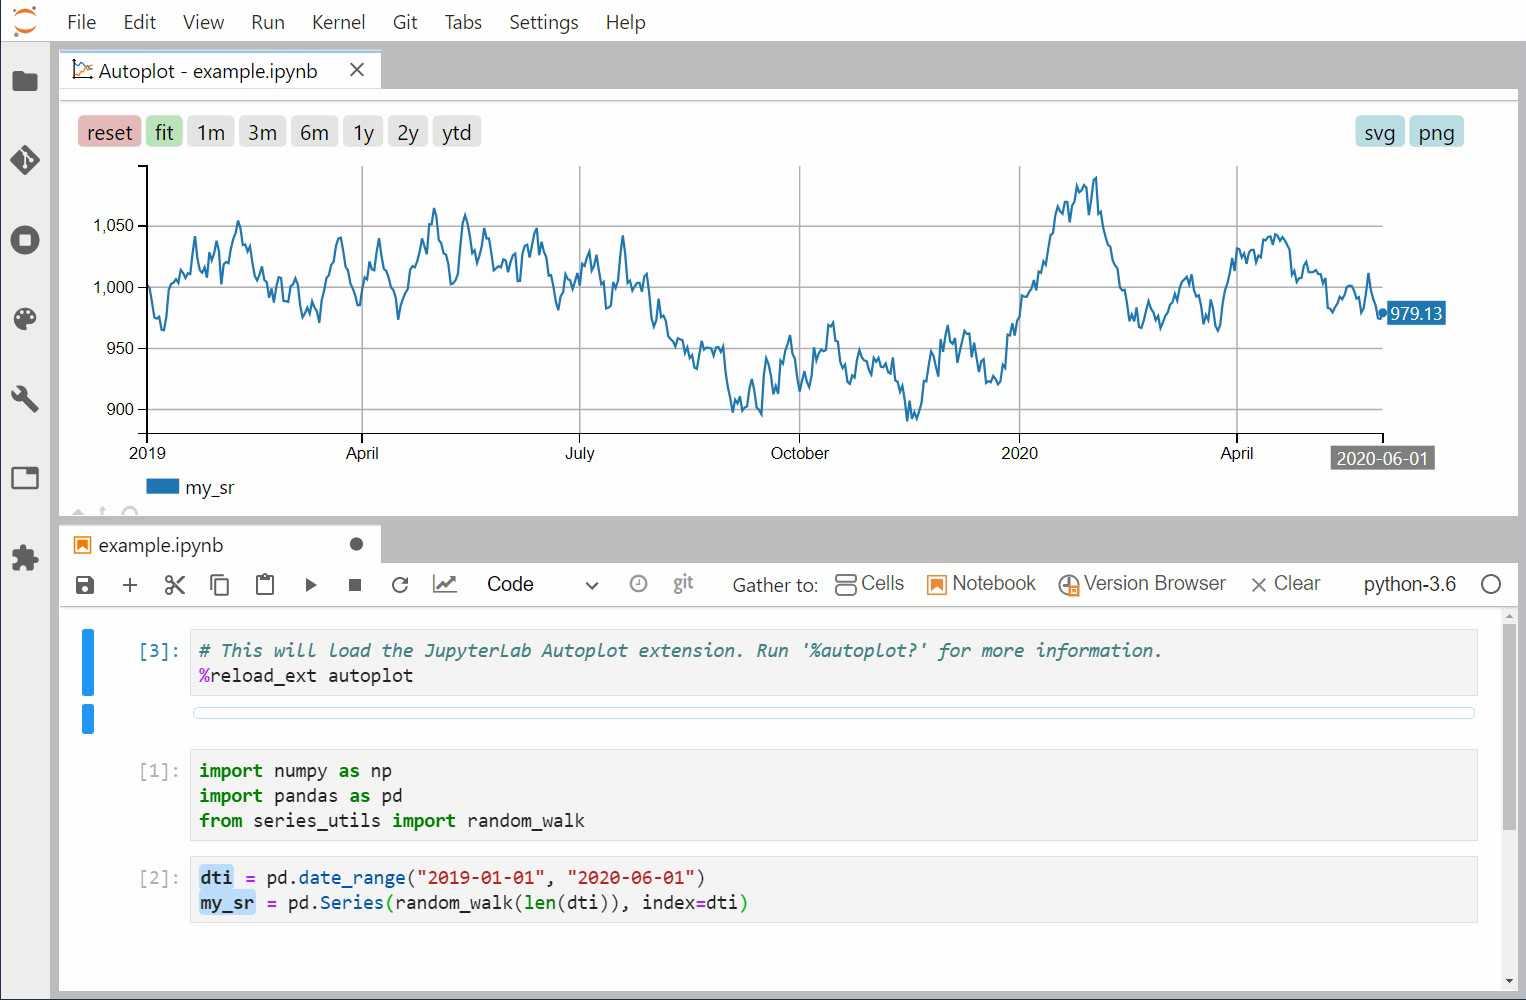 File Edit View Run Kernel Git Tabs Settings Help
Autoplot - example.ipynb
reset fit 1m 3m 6m 1y 2y ytd svg png
1,050
1,000
950
900
979.13
2019 April July October 2020 April 2020-06-01
my_sr
example.ipynb
Code git Gather to: Cells Notebook Version Browser Clear python-3.6
[3]: # This will load the JupyterLab Autoplot extension. Run '%autoplot?' for more information.
%reload_ext autoplot
[1]: import numpy as np
import pandas as pd
from series_utils import random_walk
[2]: dti = pd.date_range("2019-01-01", "2020-06-01")
my_sr = pd.Series(random_walk(len(dti)), index=dti)